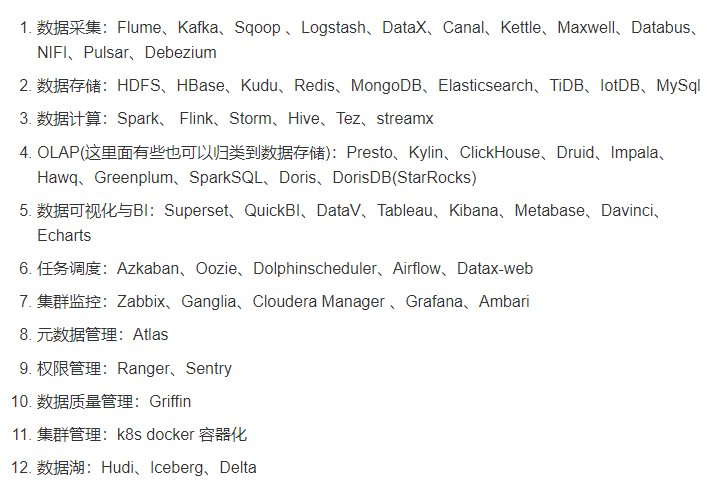 1. 数据采集：Flume、Kafka、Sqoop 、Logstash、DataX、Canal、Kettle、Maxwell、Databus、
NIFI、Pulsar、Debezium
2. 数据存储：HDFS、HBase、Kudu、Redis、MongoDB、Elasticsearch、TiDB、IotDB、MySql
3. 数据计算：Spark、 Flink、Storm、Hive、Tez、streamx
4. OLAP(这里面有些也可以归类到数据存储)：Presto、Kylin、ClickHouse、Druid、Impala、
Hawq、Greenplum、SparkSQL、Doris、DorisDB(StarRocks)
5. 数据可视化与BI：Superset、QuickBI、DataV、Tableau、Kibana、Metabase、Davinci、
Echarts
6. 任务调度：Azkaban、Oozie、Dolphinscheduler、Airflow、Datax-web
7. 集群监控：Zabbix、Ganglia、Cloudera Manager 、Grafana、Ambari
8. 元数据管理：Atlas
9. 权限管理：Ranger、Sentry
10. 数据质量管理：Griffin
11. 集群管理：k8s docker 容器化
12. 数据湖：Hudi、Iceberg、Delta